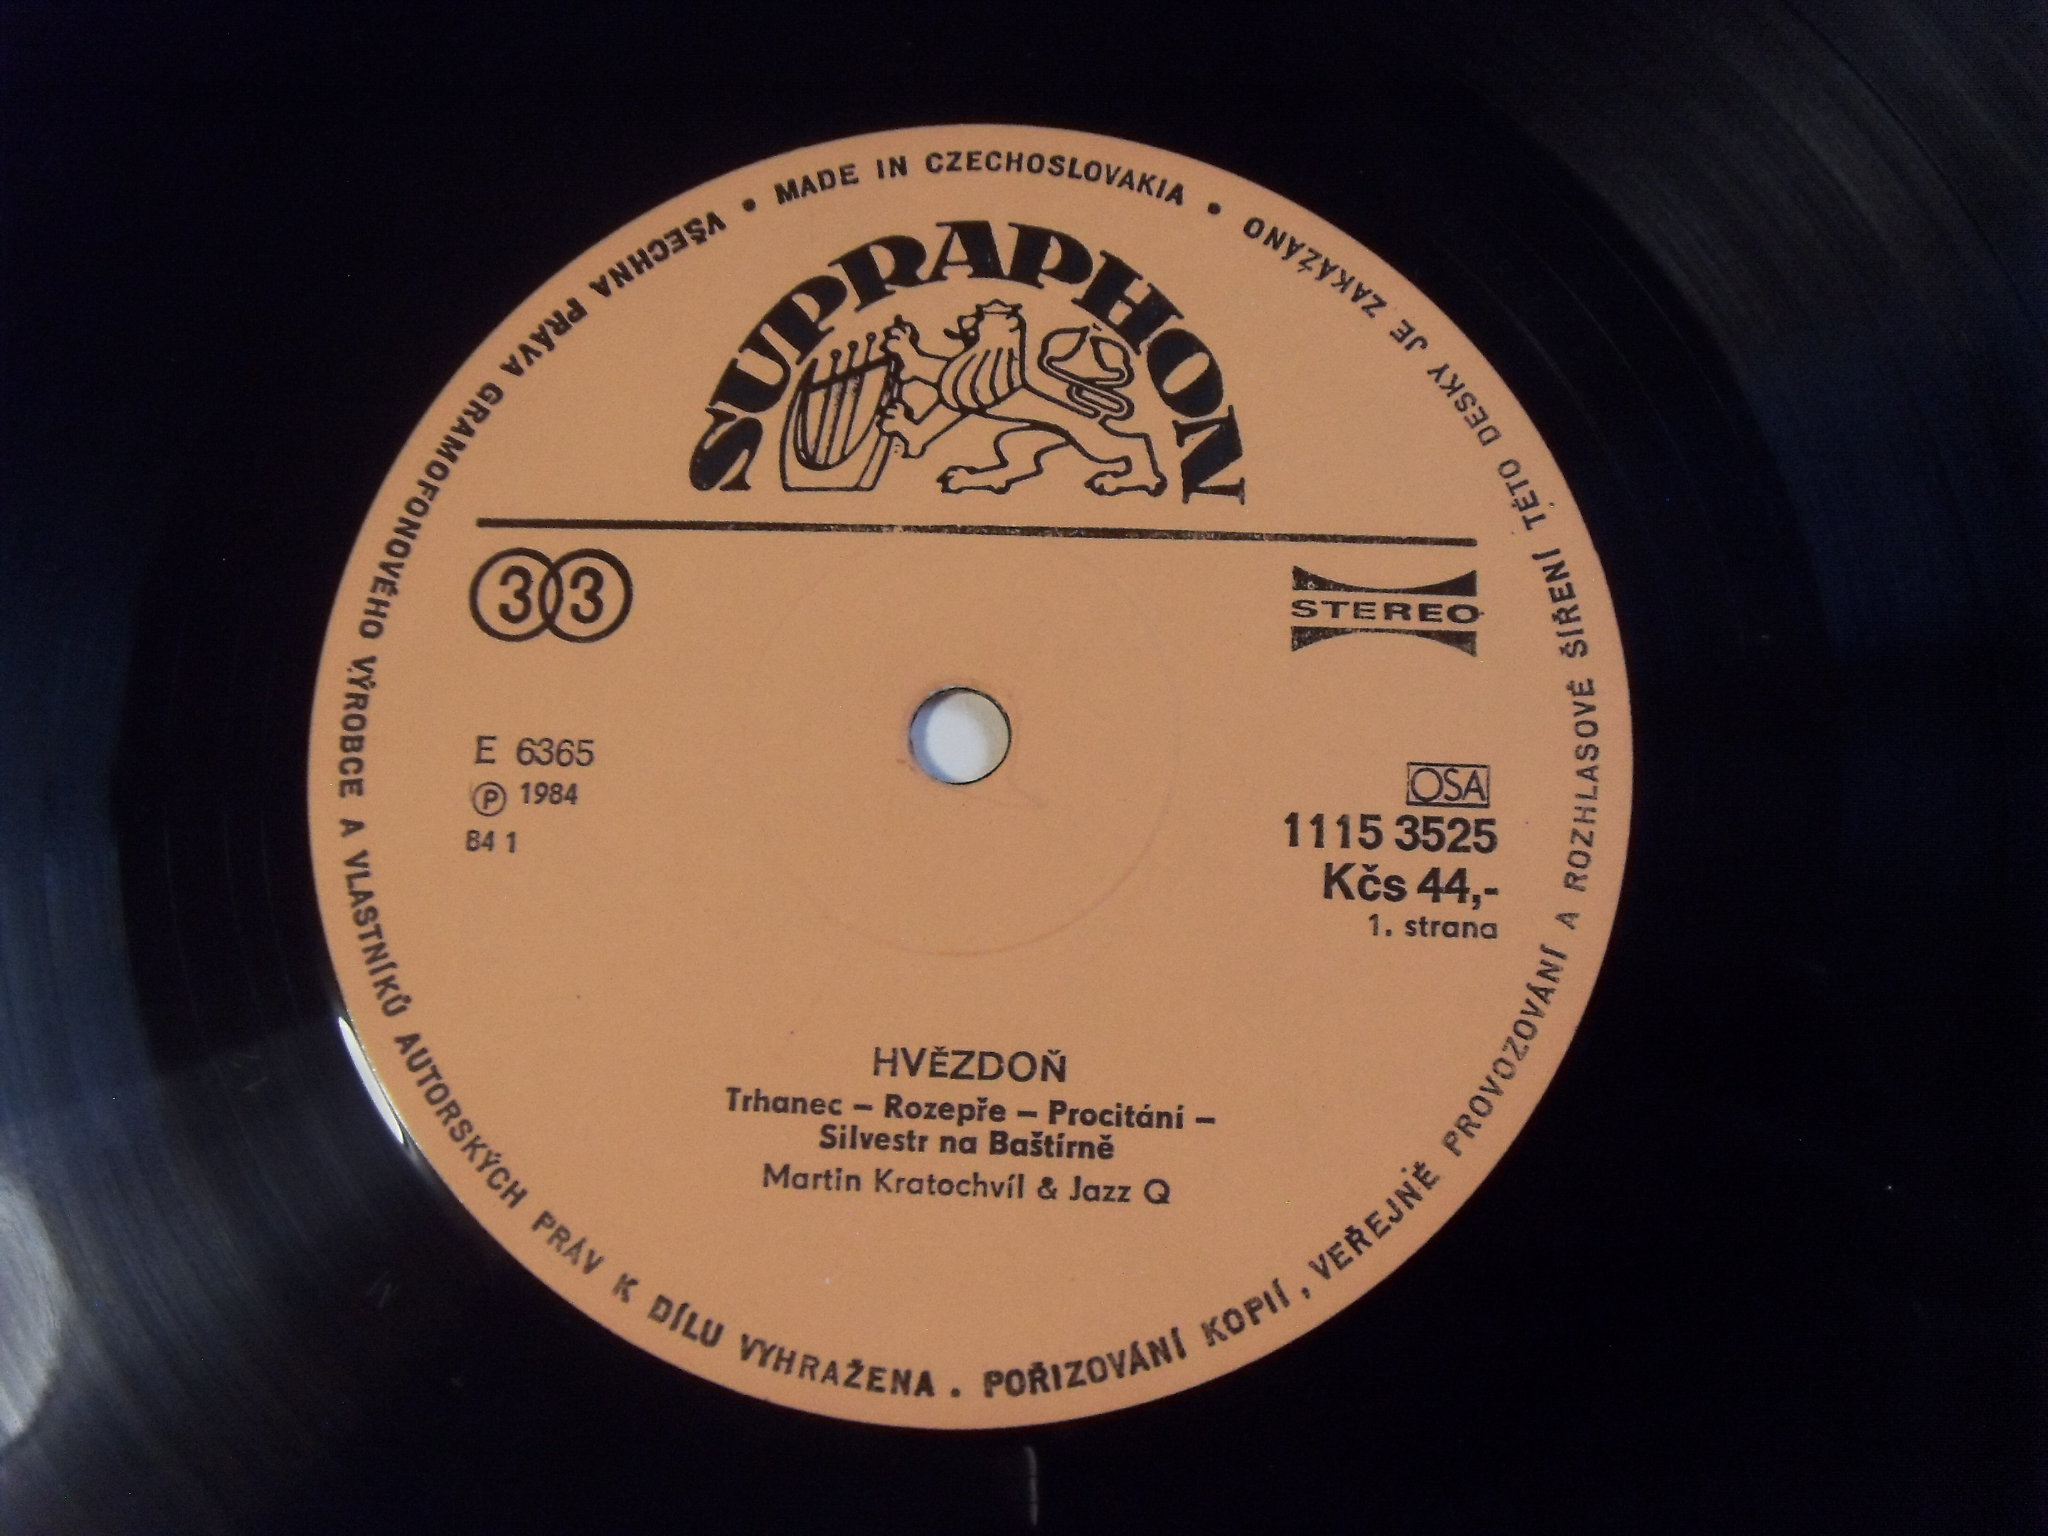 VŠECHNA PRÁVA GRAMOFONOVÉHO VÝROBCE A VLASTNÍKŮ AUTORSKÝCH PRÁV K DÍLU VYHRAŽENA . POŘIZOVÁNÍ KOPIÍ, VEŘEJNÉ PROVOZOVÁNÍ A ROZHLASOVÉ ŠÍŘENÍ TÉTO DESKY JE ZAKÁZÁNO • MADE IN CZECHOSLOVAKIA •
SUPRAPHON
33
STEREO
E 6365
Ⓟ 1984
84 1
OSA
1115 3525
Kčs 44,-
1. strana
HVĚZDOŇ
Trhanec – Rozepře – Procitání –
Silvestr na Baštírně
Martin Kratochvíl & Jazz Q